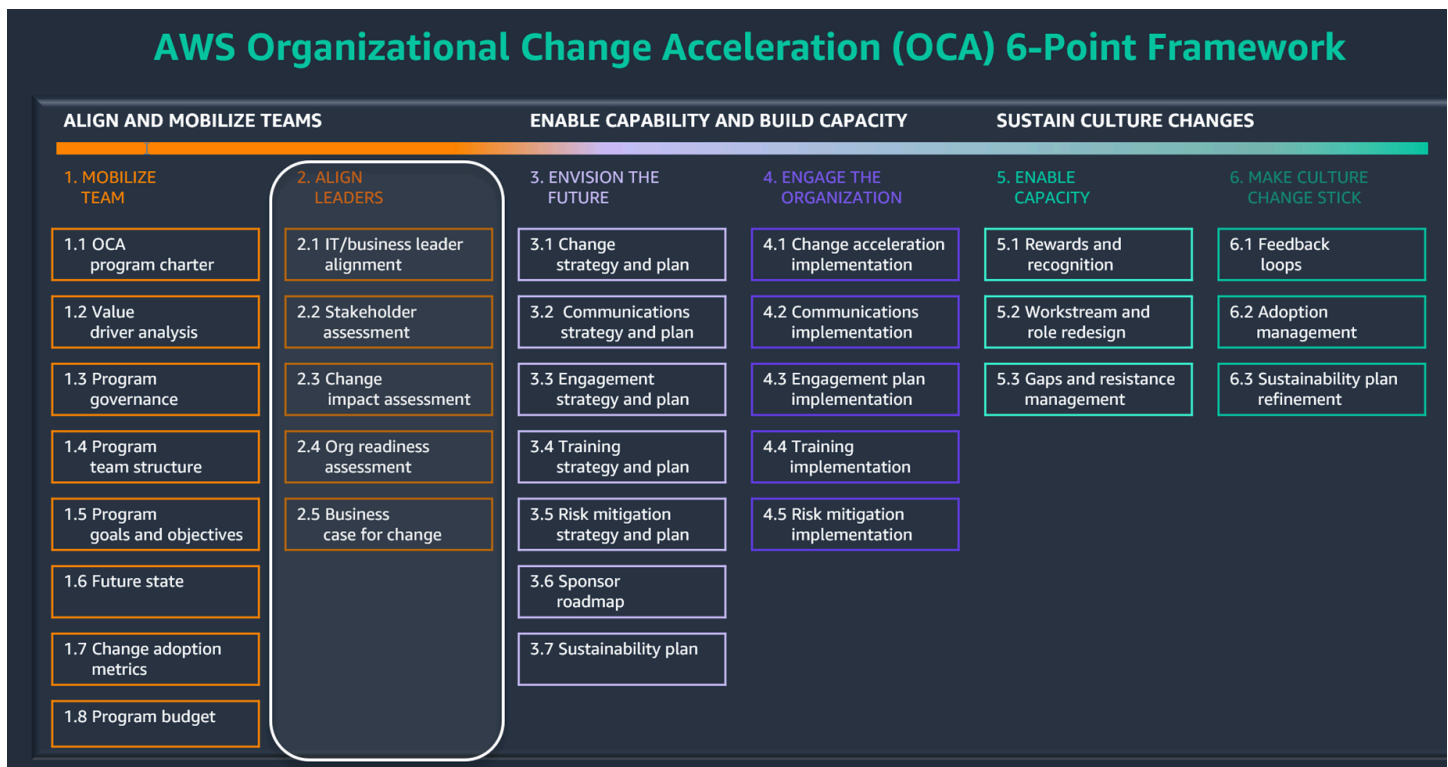 AWS Organizational Change Acceleration (OCA) 6-Point Framework
ALIGN AND MOBILIZE TEAMS
1. MOBILIZE
TEAM
1.1 OCA
program charter
1.2 Value
driver analysis
1.3 Program
governance
1.4 Program
team structure
1.5 Program
goals and objectives
1.6 Future state
1.7 Change adoption
metrics
1.8 Program budget
2. ALIGN
LEADERS
2.1 IT/business leader
alignment
2.2 Stakeholder
assessment
2.3 Change
impact assessment
2.4 Org readiness
assessment
2.5 Business
case for change
ENABLE CAPABILITY AND BUILD CAPACITY
3. ENVISION THE
FUTURE
3.1 Change
strategy and plan
3.2 Communications
strategy and plan
3.3 Engagement
strategy and plan
3.4 Training
strategy and plan
3.5 Risk mitigation
strategy and plan
3.6 Sponsor
roadmap
3.7 Sustainability plan
4. ENGAGE THE
ORGANIZATION
4.1 Change acceleration
implementation
4.2 Communications
implementation
4.3 Engagement plan
implementation
4.4 Training
implementation
4.5 Risk mitigation
implementation
SUSTAIN CULTURE CHANGES
5. ENABLE
CAPACITY
5.1 Rewards and
recognition
5.2 Workstream and
role redesign
5.3 Gaps and resistance
management
6. MAKE CULTURE
CHANGE STICK
6.1 Feedback
loops
6.2 Adoption
management
6.3 Sustainability plan
refinement